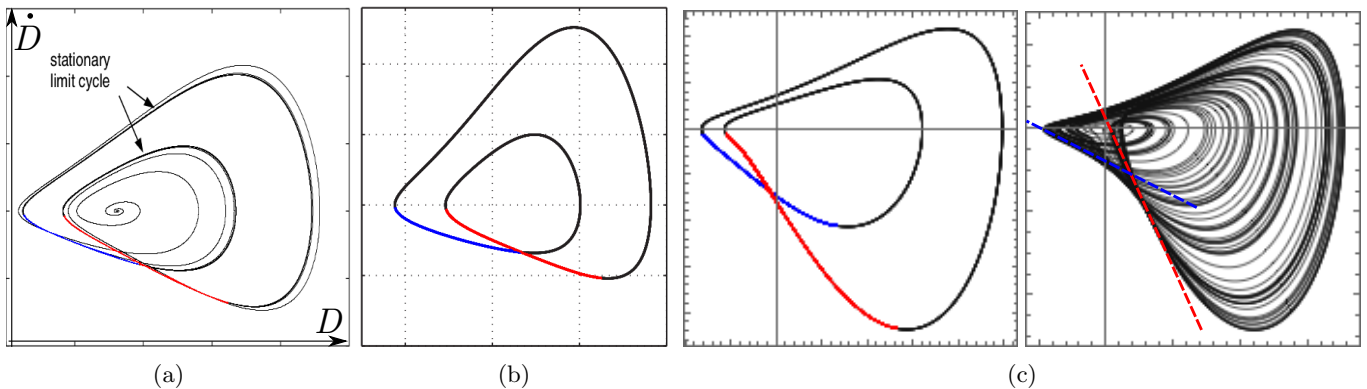 Ḋ
stationary
limit cycle
D
(a)
(b)
(c)